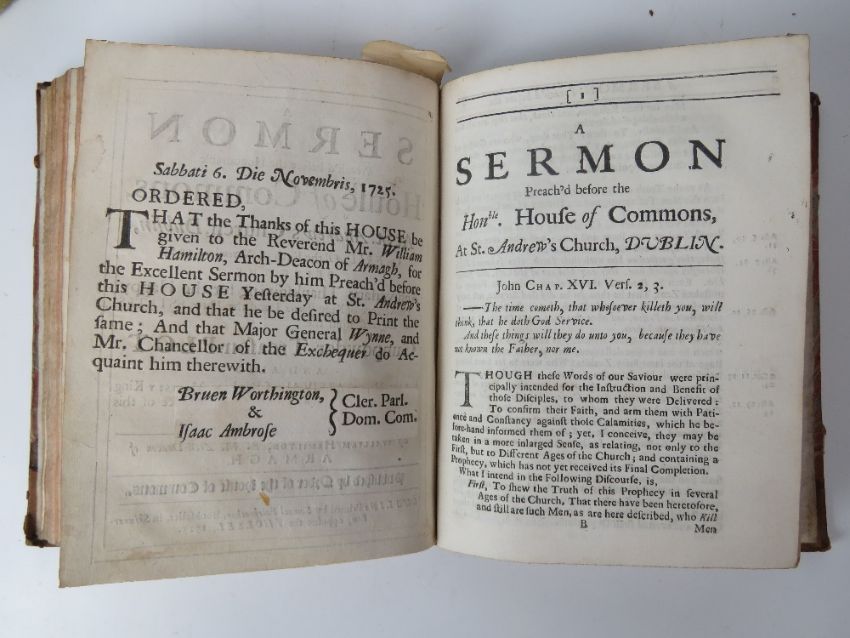 Sabbati 6. Die Novembris, 1725.
ORDERED,
THAT the Thanks of this HOUSE be
given to the Reverend Mr. William
Hamilton, Arch-Deacon of Armagh, for
the Excellent Sermon by him Preach'd before
this HOUSE Yesterday at St. Andrew's
Church, and that he be desired to Print the
same; And that Major General Wynne, and
Mr. Chancellor of the Exchequer do Ac-
quaint him therewith.
Bruen Worthington, } Cler. Parl.
&
Isaac Ambrose } Dom. Com.
[ 1 ]
A
SERMON
Preach'd before the
Honble. House of Commons,
At St. Andrew's Church, DUBLIN.
John CHAP. XVI. Vers. 2, 3.
——The time cometh, that whosoever killeth you, will
think, that he doth God Service.
And these things will they do unto you, because they have
not known the Father, nor me.
THOUGH these Words of our Saviour were prin-
cipally intended for the Instruction and Benefit of
those Disciples, to whom they were Delivered:
To confirm their Faith, and arm them with Pati-
ence and Constancy against those Calamities, which he be-
fore-hand informed them of; yet, I conceive, they may be
taken in a more inlarged Sense, as relating, not only to the
First, but to Different Ages of the Church; and containing a
Prophecy, which has not yet received its Final Completion.
What I intend in the Following Discourse, is,
First, To shew the Truth of this Prophecy in several
Ages of the Church, That there have been heretofore,
and still are such Men, as are here described, who Kill
B
Men